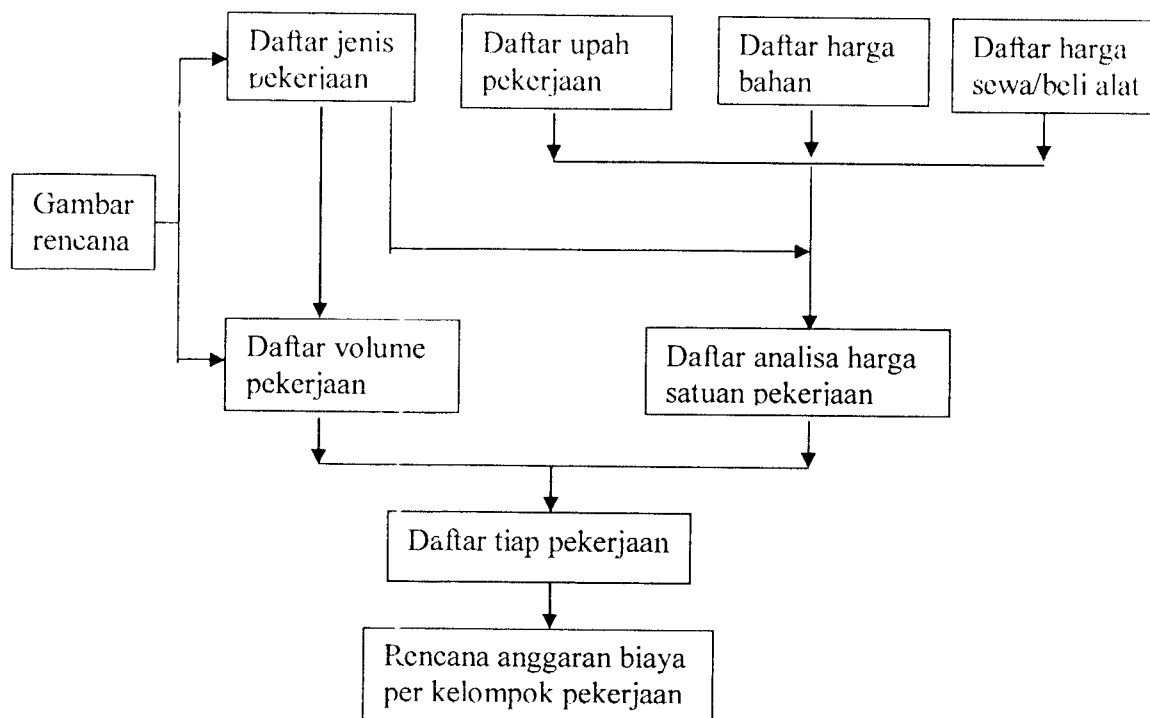 Daftar jenis
pekerjaan
Daftar upah
pekerjaan
Daftar harga
bahan
Daftar harga
sewa/beli alat
Gambar
rencana
Daftar volume
pekerjaan
Daftar analisa harga
satuan pekerjaan
Daftar tiap pekerjaan
Rencana anggaran biaya
per kelompok pekerjaan